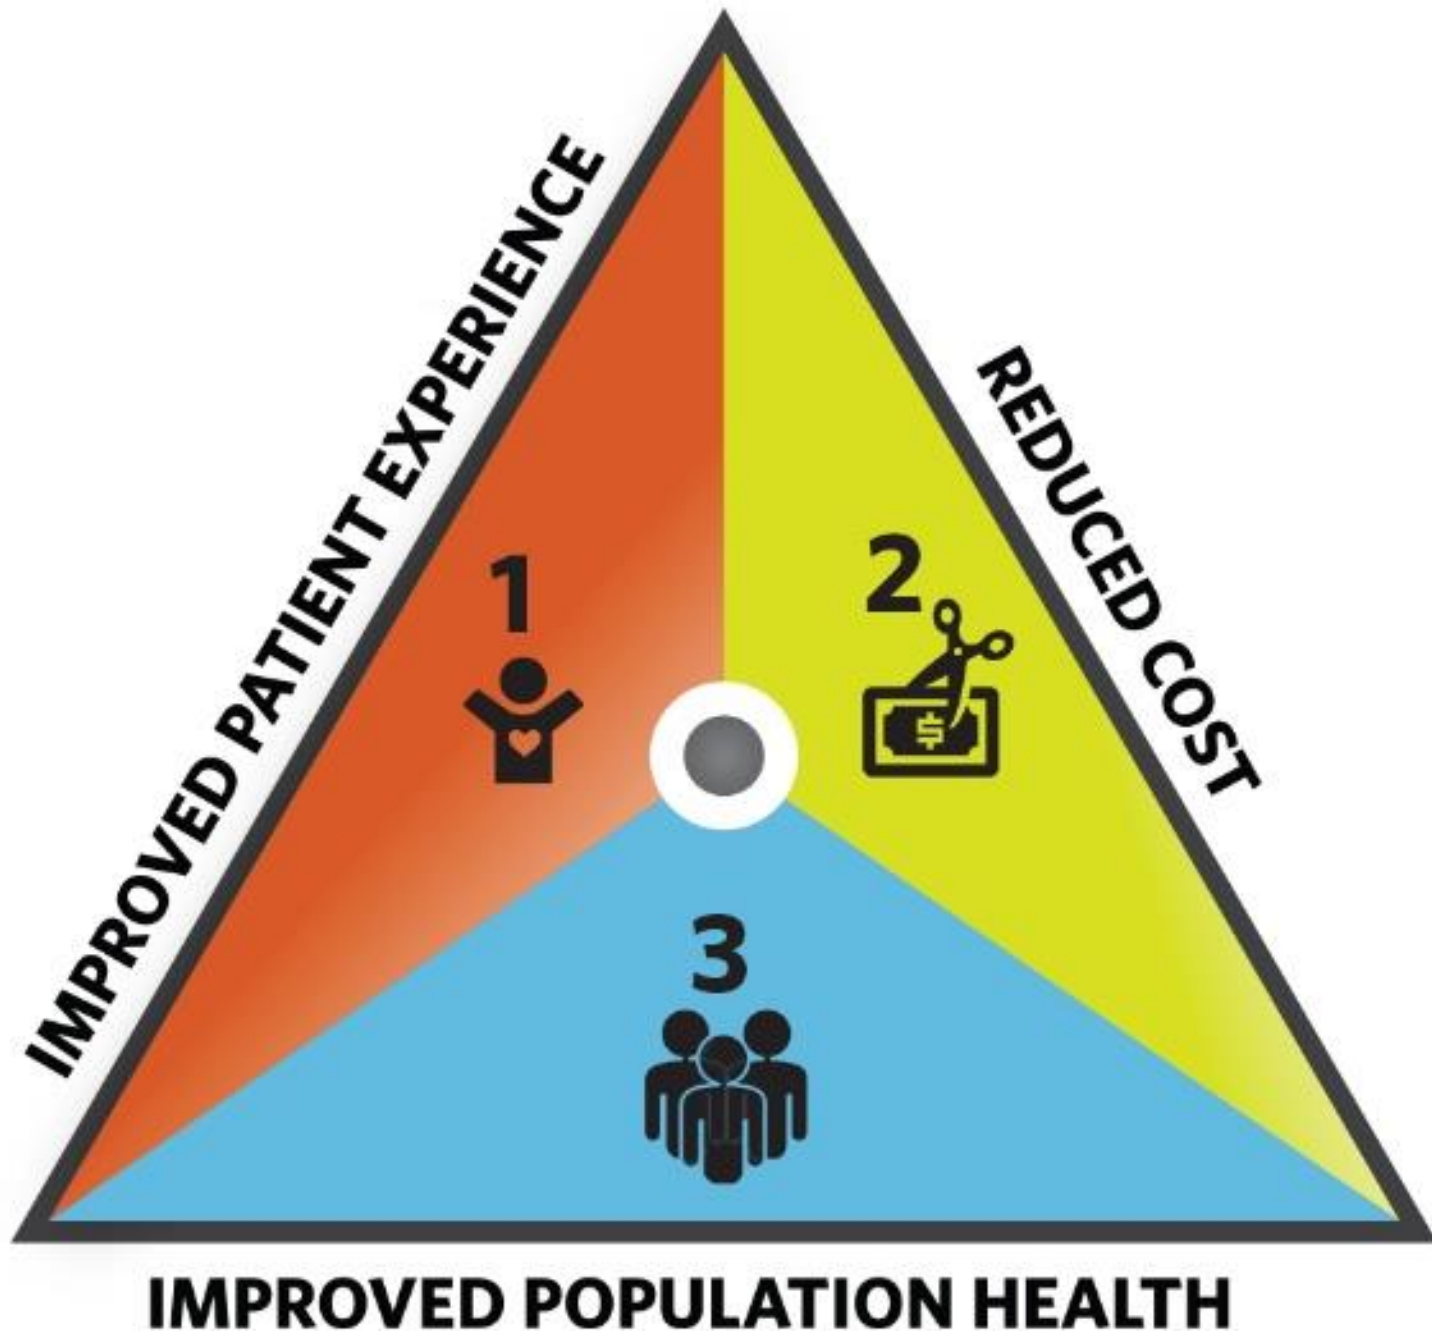 IMPROVED PATIENT EXPERIENCE
REDUCED COST
1
2
$
3
IMPROVED POPULATION HEALTH